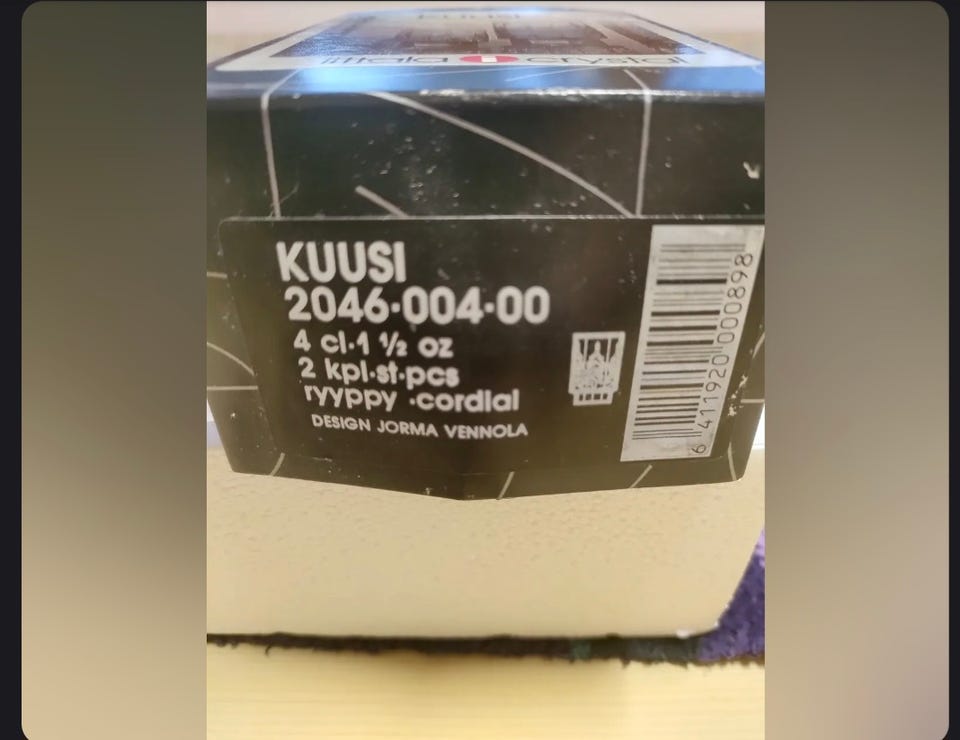 iittala crystal
KUUSI
2046·004·00
4 cl·1 ½ oz
2 kpl·st·pcs
ryyppy ·cordial
DESIGN JORMA VENNOLA
6 411920 000898